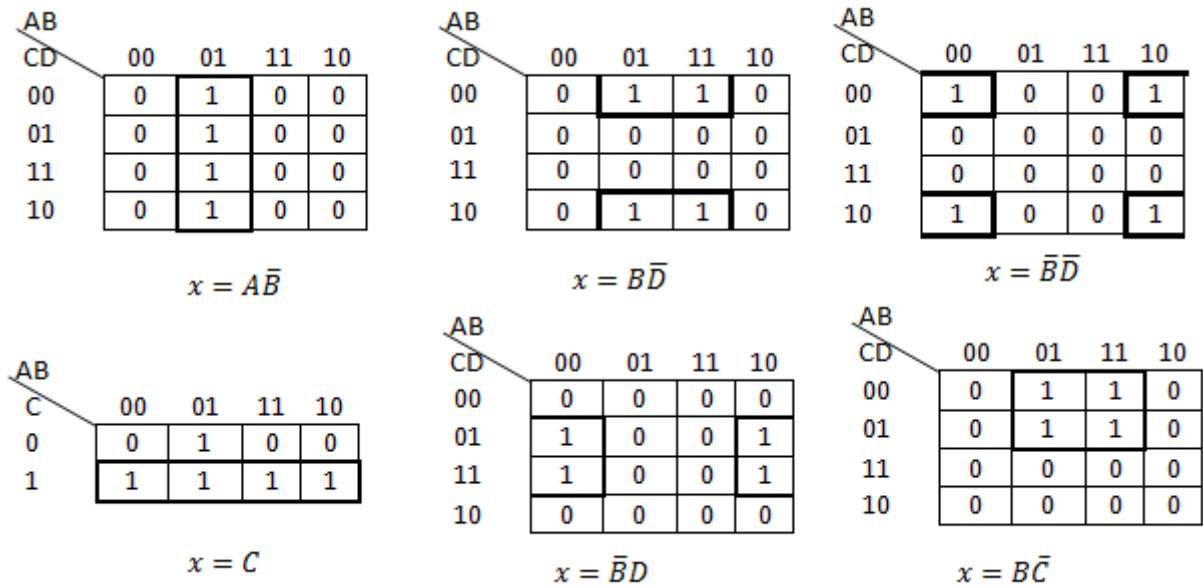 AB
CD 00 01 11 10
00 0 1 0 0
01 0 1 0 0
11 0 1 0 0
10 0 1 0 0
x = AB̅
AB
CD 00 01 11 10
00 0 1 1 0
01 0 0 0 0
11 0 0 0 0
10 0 1 1 0
x = BD̅
AB
CD 00 01 11 10
00 1 0 0 1
01 0 0 0 0
11 0 0 0 0
10 1 0 0 1
x = B̅D̅
AB
C 00 01 11 10
0 0 1 0 0
1 1 1 1 1
x = C
AB
CD 00 01 11 10
00 0 0 0 0
01 1 0 0 1
11 1 0 0 1
10 0 0 0 0
x = B̅D
AB
CD 00 01 11 10
00 0 1 1 0
01 0 1 1 0
11 0 0 0 0
10 0 0 0 0
x = BC̅